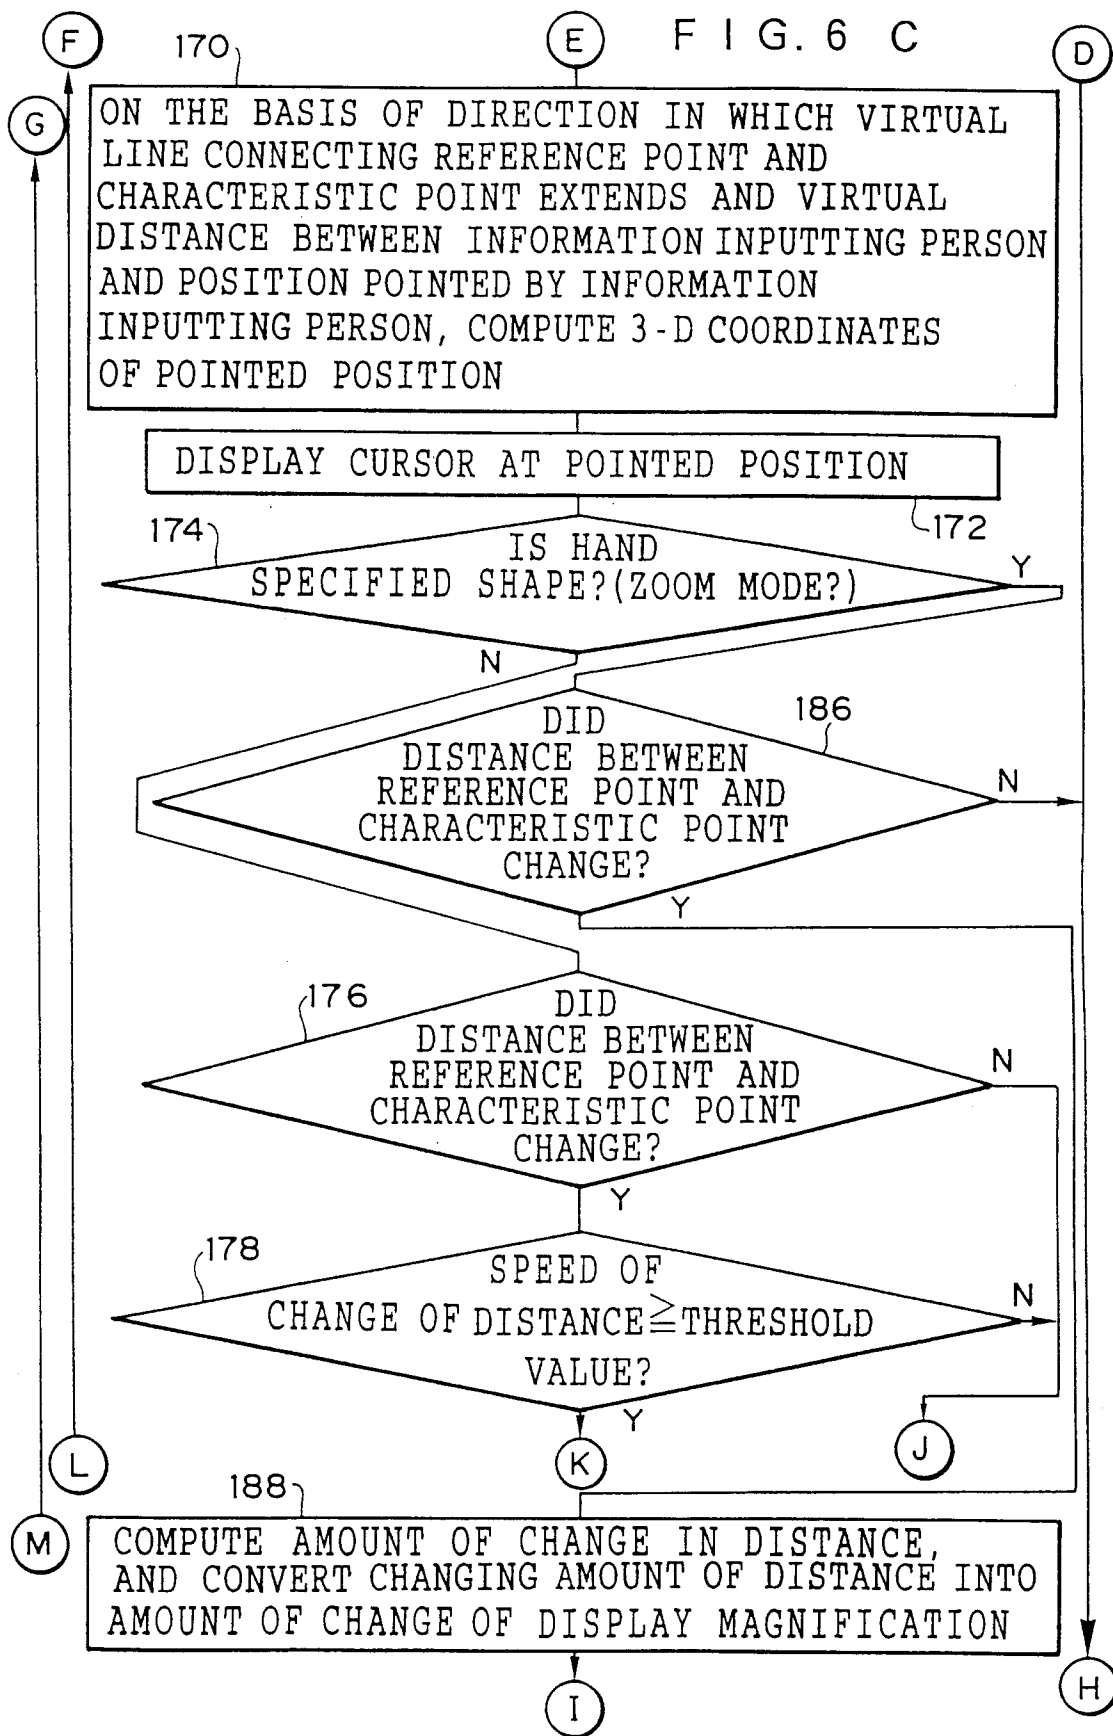 FIG. 6 C
F
E
D
170
G
ON THE BASIS OF DIRECTION IN WHICH VIRTUAL
LINE CONNECTING REFERENCE POINT AND
CHARACTERISTIC POINT EXTENDS AND VIRTUAL
DISTANCE BETWEEN INFORMATION INPUTTING PERSON
AND POSITION POINTED BY INFORMATION
INPUTTING PERSON, COMPUTE 3-D COORDINATES
OF POINTED POSITION
DISPLAY CURSOR AT POINTED POSITION
172
174
IS HAND
SPECIFIED SHAPE?(ZOOM MODE?)
Y
N
186
DID
DISTANCE BETWEEN
REFERENCE POINT AND
CHARACTERISTIC POINT
CHANGE?
N
Y
176
DID
DISTANCE BETWEEN
REFERENCE POINT AND
CHARACTERISTIC POINT
CHANGE?
N
Y
178
SPEED OF
CHANGE OF DISTANCE≧THRESHOLD
VALUE?
N
Y
L
K
J
188
M
COMPUTE AMOUNT OF CHANGE IN DISTANCE,
AND CONVERT CHANGING AMOUNT OF DISTANCE INTO
AMOUNT OF CHANGE OF DISPLAY MAGNIFICATION
I
H